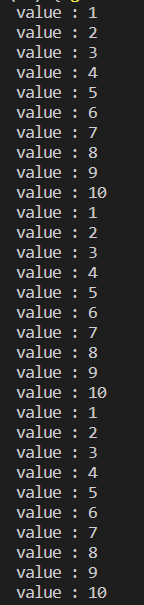 value : 1
value : 2
value : 3
value : 4
value : 5
value : 6
value : 7
value : 8
value : 9
value : 10
value : 1
value : 2
value : 3
value : 4
value : 5
value : 6
value : 7
value : 8
value : 9
value : 10
value : 1
value : 2
value : 3
value : 4
value : 5
value : 6
value : 7
value : 8
value : 9
value : 10